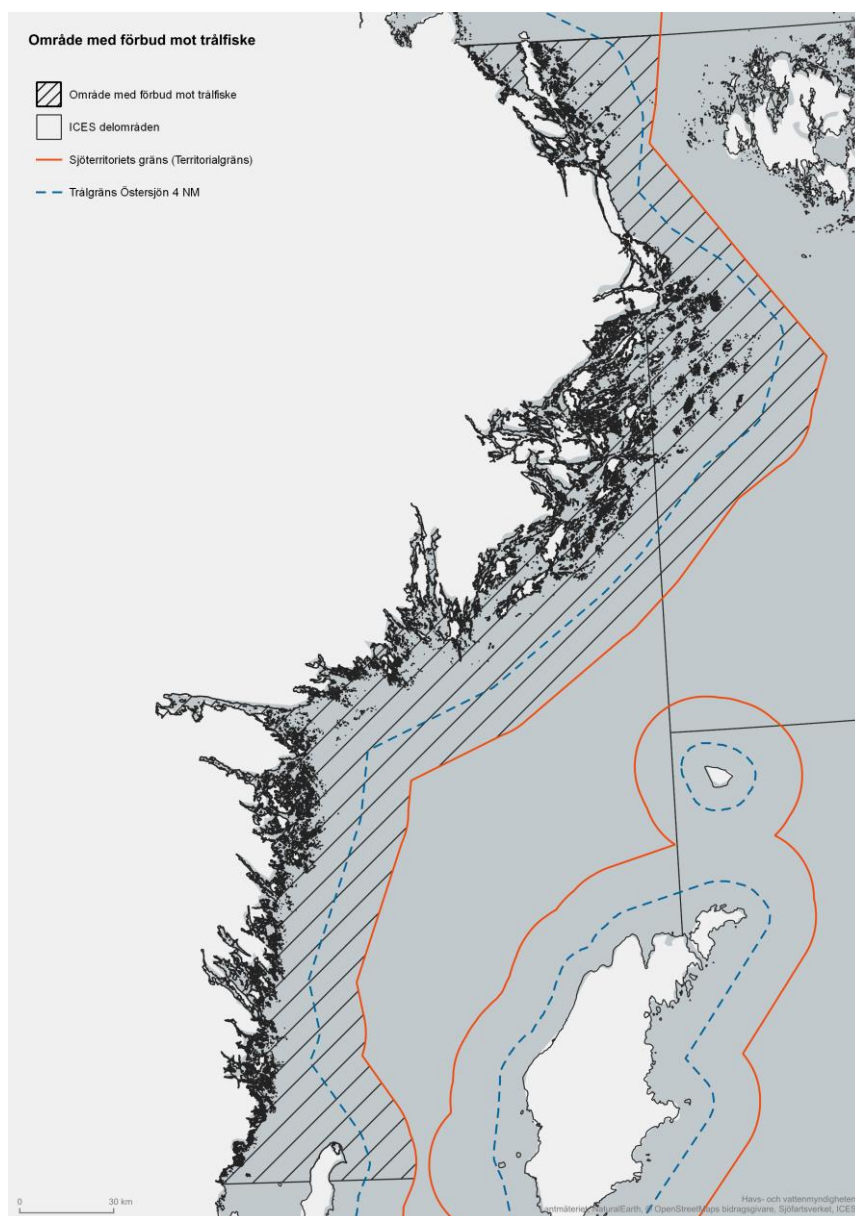 Område med förbud mot trålfiske
Område med förbud mot trålfiske
ICES delområden
Sjöterritoriets gräns (Territorialgräns)
Trålgräns Östersjön 4 NM
0 30 km
Havs- och vattenmyndigheten
antmäteriet, NaturalEarth, © OpenStreetMaps bidragsgivare, Sjöfartsverket, ICES